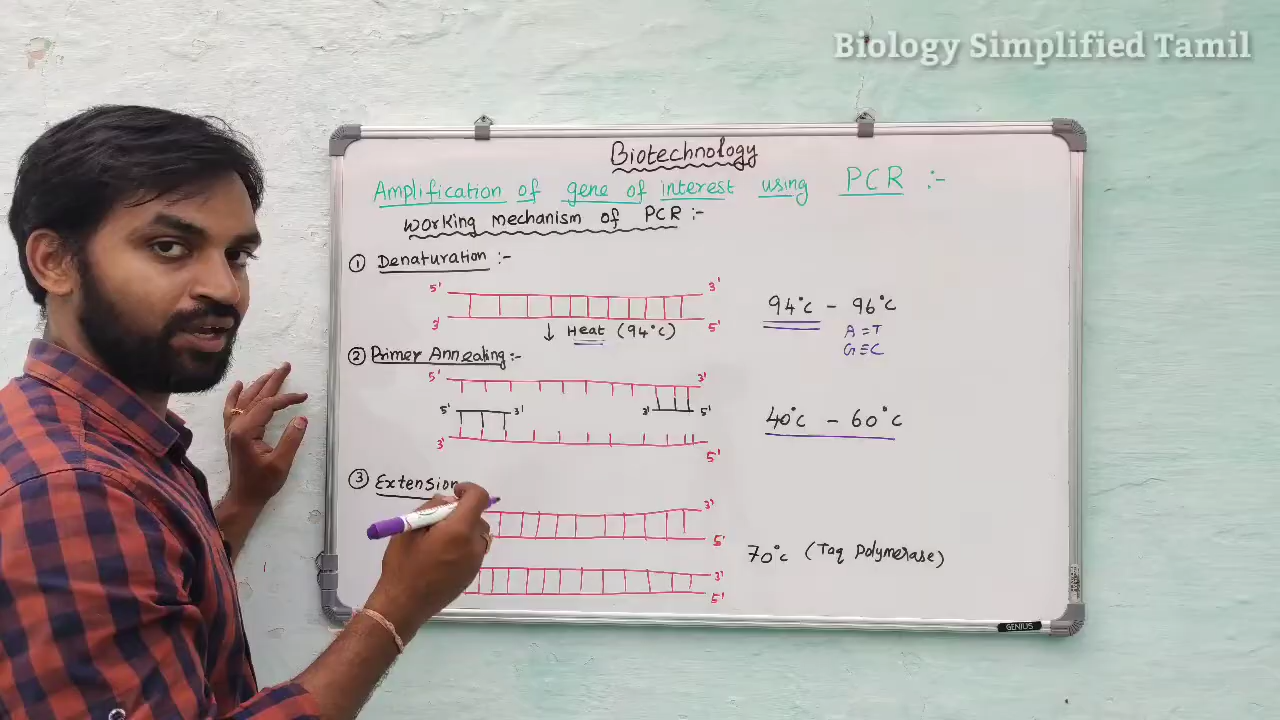 Biology Simplified Tamil
Biotechnology
Amplification of gene of interest using PCR :-
Working mechanism of PCR :-
① Denaturation :-
5' 3'
3' 5'
↓ Heat (94°c)
94°c - 96°c
A = T
G ≡ C
② Primer Annealing :-
5' 3'
5' 3' 3' 5'
3' 5'
40°c - 60°c
③ Extension
3'
5'
70°c (Taq polymerase)
3'
5'
GENIUS